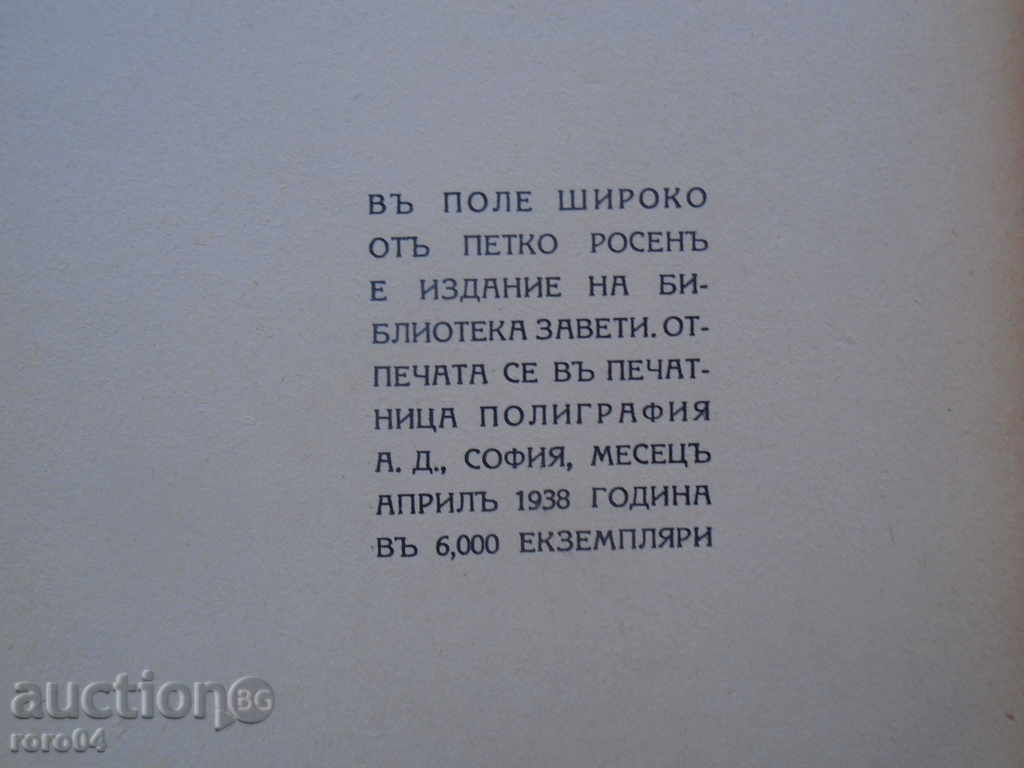 ВЪ ПОЛЕ ШИРОКО
ОТЪ ПЕТКО РОСЕНЪ
Е ИЗДАНИЕ НА БИ-
БЛИОТЕКА ЗАВЕТИ. ОТ-
ПЕЧАТА СЕ ВЪ ПЕЧАТ-
НИЦА ПОЛИГРАФИЯ
А. Д., СОФИЯ, МЕСЕЦЪ
АПРИЛЪ 1938 ГОДИНА
ВЪ 6,000 ЕКЗЕМПЛЯРИ
auction BG
roro04